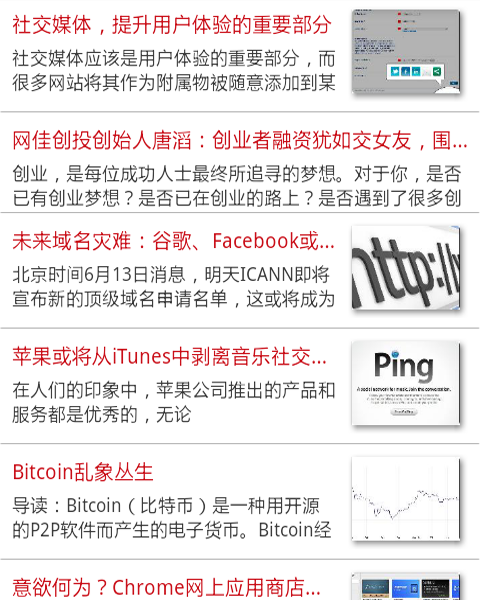 社交媒体，提升用户体验的重要部分
社交媒体应该是用户体验的重要部分，而
很多网站将其作为附属物被随意添加到某
网佳创投创始人唐滔：创业者融资犹如交女友，围...
创业，是每位成功人士最终所追寻的梦想。对于你，是否
已有创业梦想？是否已在创业的路上？是否遇到了很多创
未来域名灾难：谷歌、Facebook或...
北京时间6月13日消息，明天ICANN即将
宣布新的顶级域名申请名单，这或将成为
http://
苹果或将从iTunes中剥离音乐社交...
在人们的印象中，苹果公司推出的产品和
服务都是优秀的，无论
Ping
A social network for music. Join the conversation.
Bitcoin乱象丛生
导读：Bitcoin（比特币）是一种用开源
的P2P软件而产生的电子货币。Bitcoin经
意欲何为？Chrome网上应用商店...